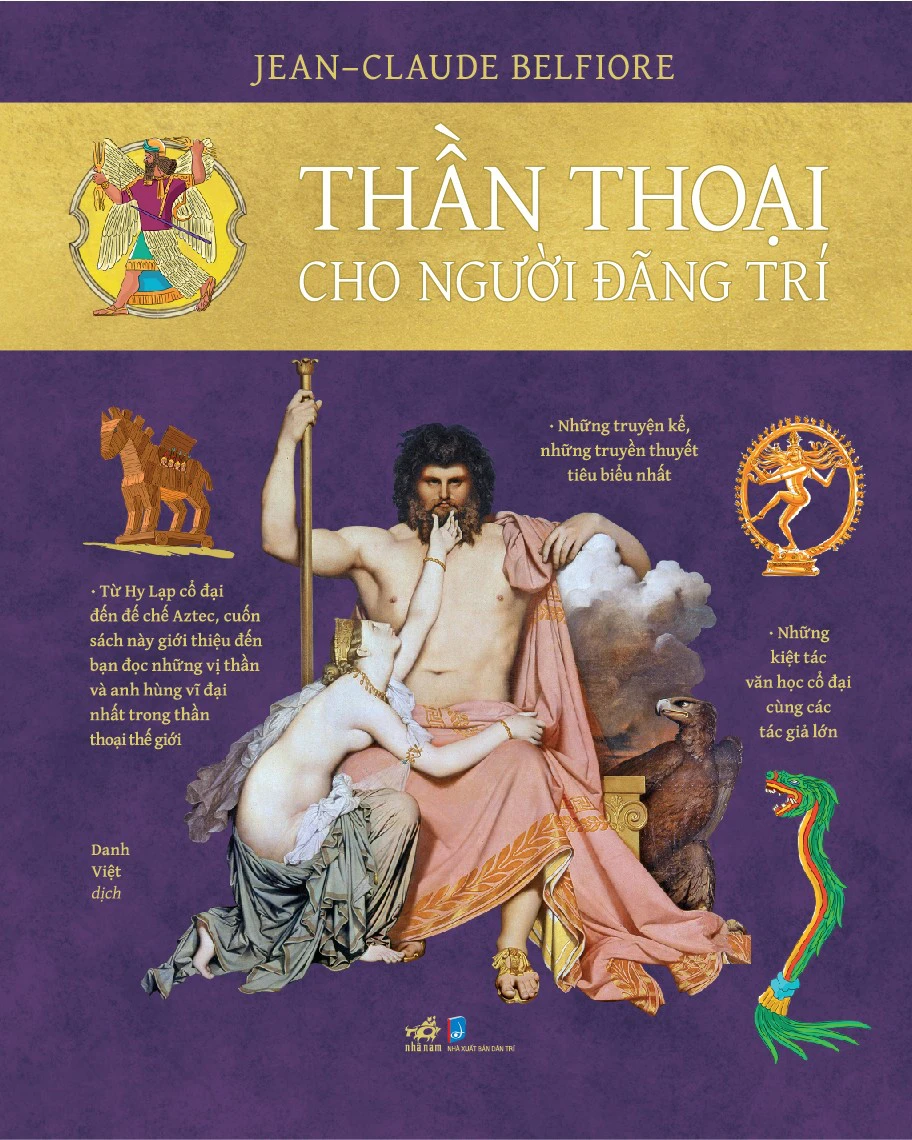 JEAN–CLAUDE BELFIORE
THẦN THOẠI
CHO NGƯỜI ĐÃNG TRÍ
· Những truyện kể,
những truyền thuyết
tiêu biểu nhất
· Từ Hy Lạp cổ đại
đến đế chế Aztec, cuốn
sách này giới thiệu đến
bạn đọc những vị thần
và anh hùng vĩ đại
nhất trong thần
thoại thế giới
· Những
kiệt tác
văn học cổ đại
cùng các
tác giả lớn
Danh
Việt
dịch
nhã nam
NHÀ XUẤT BẢN DÂN TRÍ